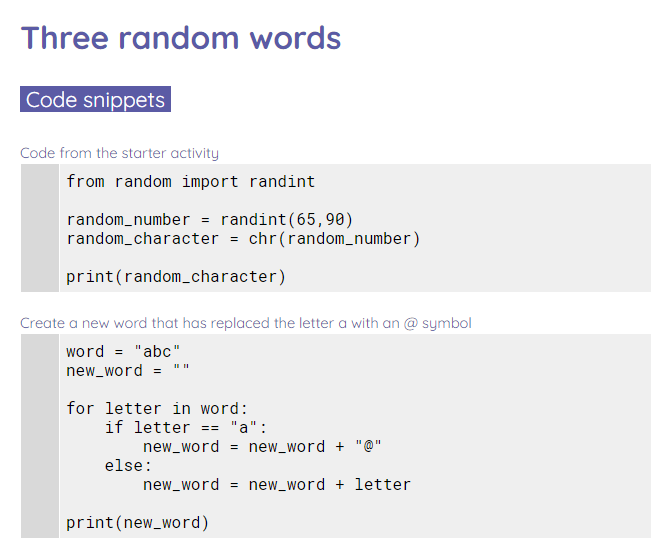 Three random words
Code snippets
Code from the starter activity
from random import randint
random_number = randint(65,90)
random_character = chr(random_number)
print(random_character)
Create a new word that has replaced the letter a with an @ symbol
word = "abc"
new_word = ""
for letter in word:
    if letter == "a":
        new_word = new_word + "@"
    else:
        new_word = new_word + letter
print(new_word)